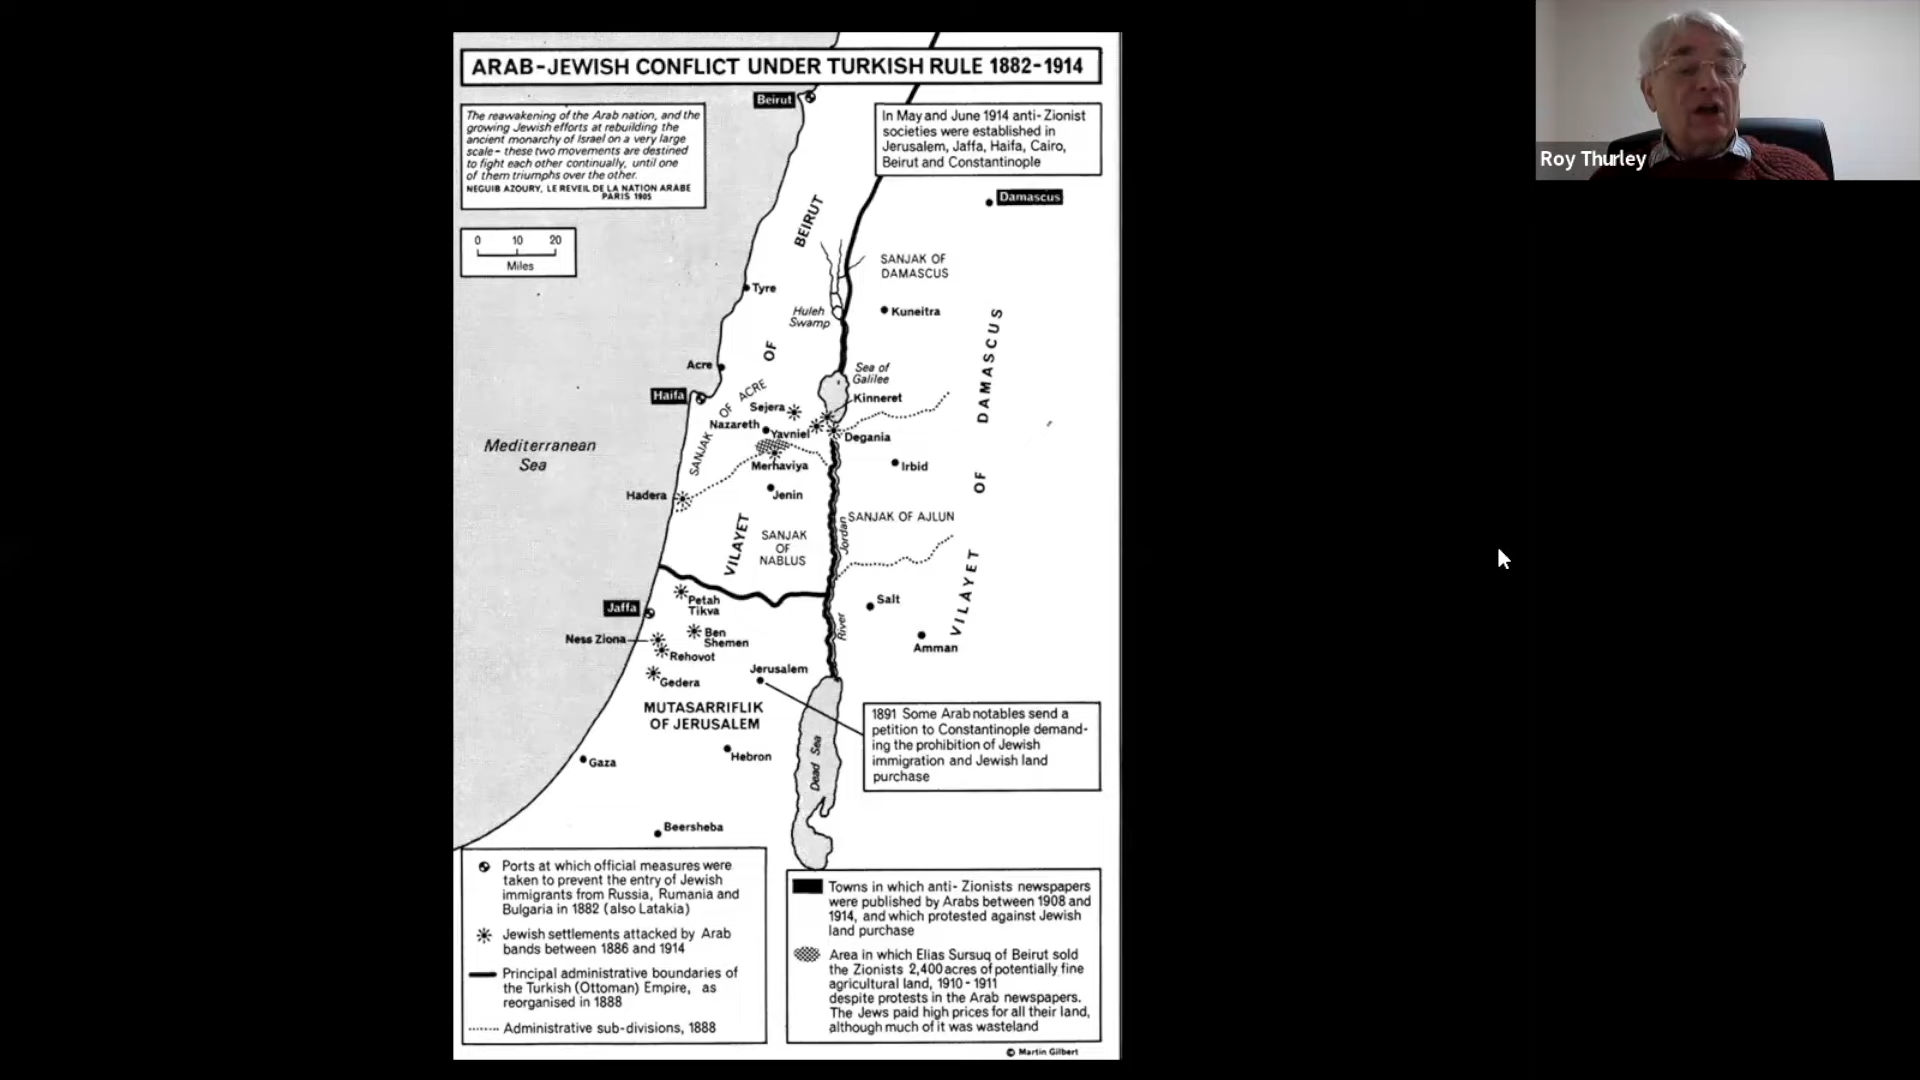 ARAB-JEWISH CONFLICT UNDER TURKISH RULE 1882-1914
Beirut
The reawakening of the Arab nation, and the
growing Jewish efforts at rebuilding the
ancient monarchy of Israel on a very large
scale - these two movements are destined
to fight each other continually, until one
of them triumphs over the other.
NEGUIB AZOURY, LE REVEIL DE LA NATION ARABE
PARIS 1905
In May and June 1914 anti-Zionist
societies were established in
Jerusalem, Jaffa, Haifa, Cairo,
Beirut and Constantinople
Roy Thurley
Damascus
0 10 20
Miles
BEIRUT
SANJAK OF
DAMASCUS
Tyre
Huleh
Swamp
Kuneitra
OF
DAMASCUS
Acre
Sea of
Galilee
Haifa
SANJAK OF ACRE
Sejera
Kinneret
Nazareth
Yavniel
Degania
Mediterranean
Sea
Merhaviya
Irbid
OF
Hadera
Jenin
VILAYET
SANJAK
OF
NABLUS
Jordan
SANJAK OF AJLUN
VILAYET
Petah
Tikva
Jaffa
Salt
River
Ness Ziona
Ben
Shemen
Rehovot
Amman
Jerusalem
Gedera
MUTASARRIFLIK
OF JERUSALEM
1891 Some Arab notables send a
petition to Constantinople demand-
ing the prohibition of Jewish
immigration and Jewish land
purchase
Hebron
Gaza
Dead Sea
Beersheba
Ports at which official measures were
taken to prevent the entry of Jewish
immigrants from Russia, Rumania and
Bulgaria in 1882 (also Latakia)
Jewish settlements attacked by Arab
bands between 1886 and 1914
Principal administrative boundaries of
the Turkish (Ottoman) Empire, as
reorganised in 1888
Administrative sub-divisions, 1888
Towns in which anti-Zionists newspapers
were published by Arabs between 1908 and
1914, and which protested against Jewish
land purchase
Area in which Elias Sursuq of Beirut sold
the Zionists 2,400 acres of potentially fine
agricultural land, 1910-1911
despite protests in the Arab newspapers.
The Jews paid high prices for all their land,
although much of it was wasteland
© Martin Gilbert